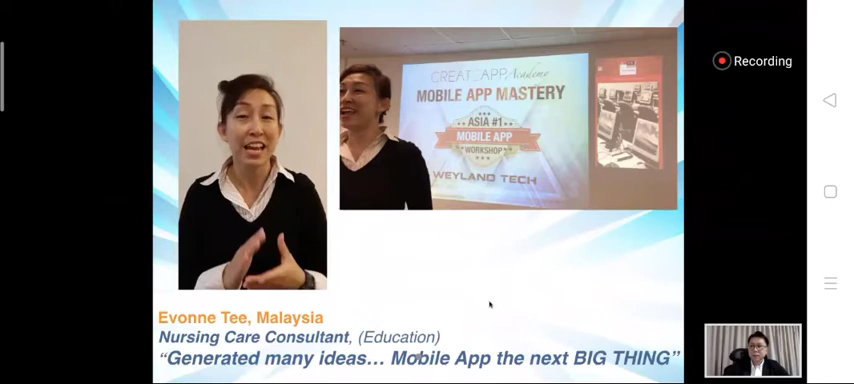 Recording
GREAT APP Academy
MOBILE APP MASTERY
ASIA #1
MOBILE APP
WORKSHOP
WEYLAND TECH
Evonne Tee, Malaysia
Nursing Care Consultant, (Education)
“Generated many ideas... Mobile App the next BIG THING”